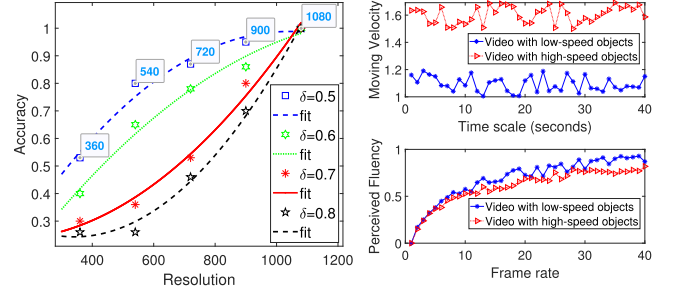 1
0.9
0.8
0.7
0.6
0.5
0.4
0.3
Accuracy
360
540
720
900
1080
δ=0.5
fit
δ=0.6
fit
δ=0.7
fit
δ=0.8
fit
400
600
800
1000
1200
Resolution
1.6
1.4
1.2
1
Moving Velocity
Video with low-speed objects
Video with high-speed objects
0
10
20
30
40
Time scale (seconds)
1
0.5
0
Perceived Fluency
Video with low-speed objects
Video with high-speed objects
0
10
20
30
40
Frame rate